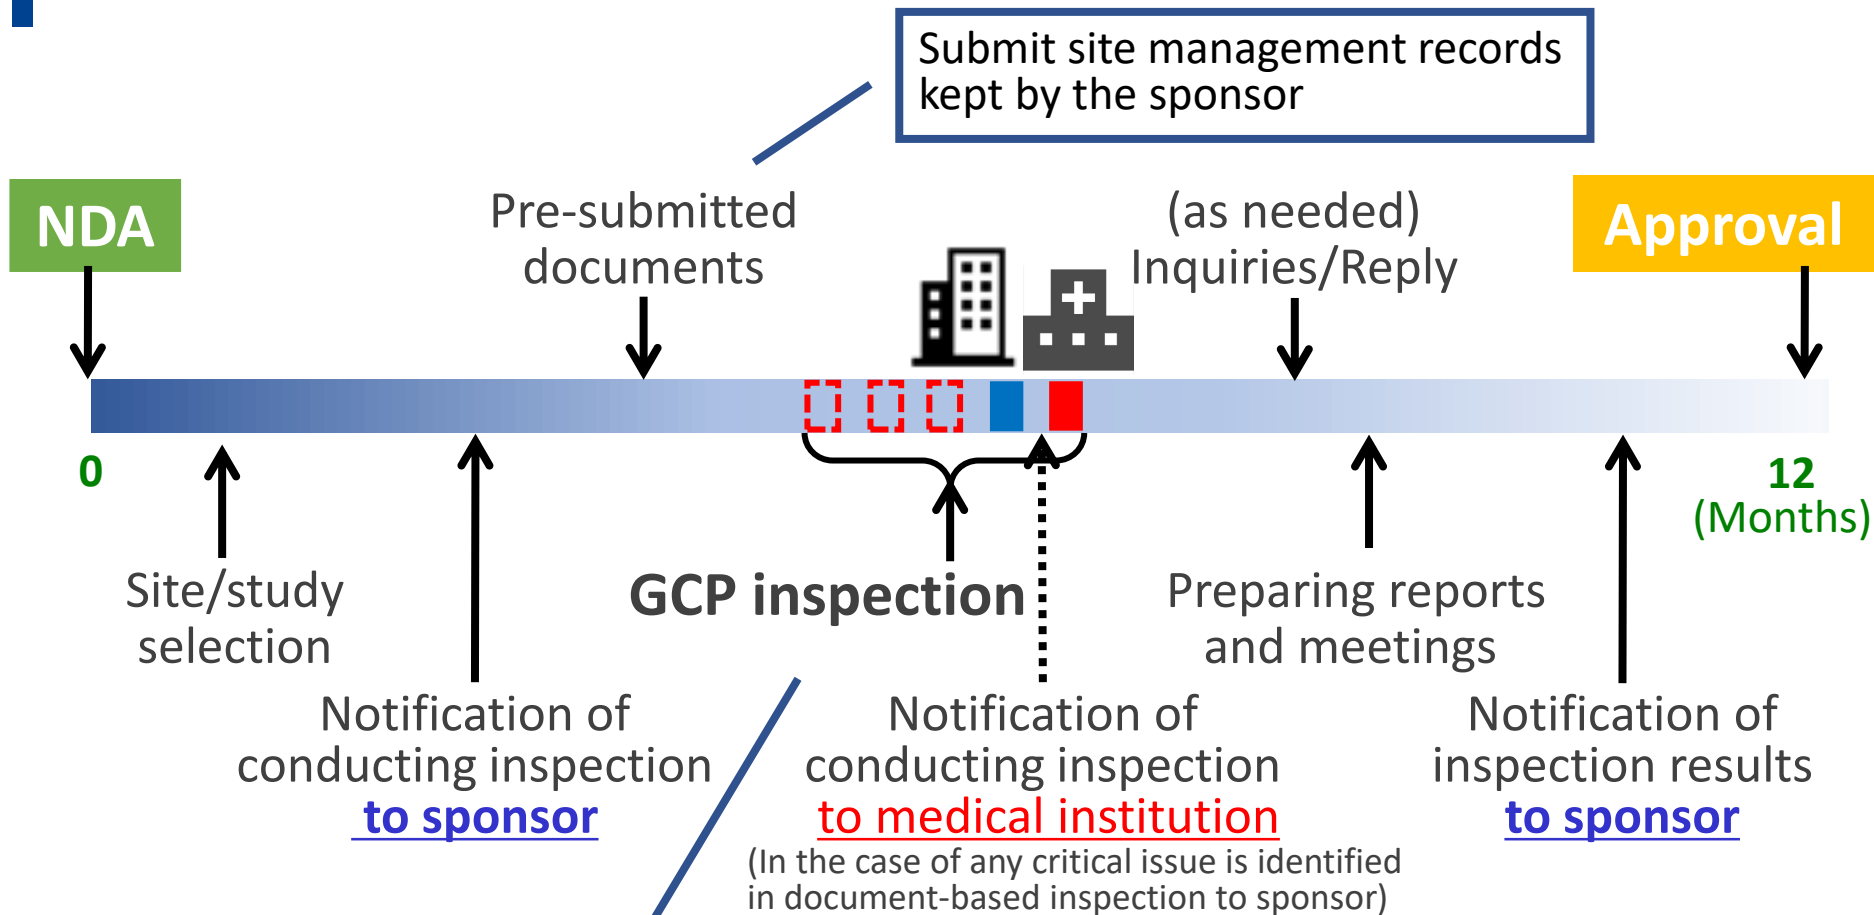 Submit site management records
kept by the sponsor
NDA
Pre-submitted
documents
(as needed)
Inquiries/Reply
Approval
0
12
(Months)
Site/study
selection
GCP inspection
Preparing reports
and meetings
Notification of
conducting inspection
to sponsor
Notification of
conducting inspection
to medical institution
(In the case of any critical issue is identified
in document-based inspection to sponsor)
Notification of
inspection results
to sponsor